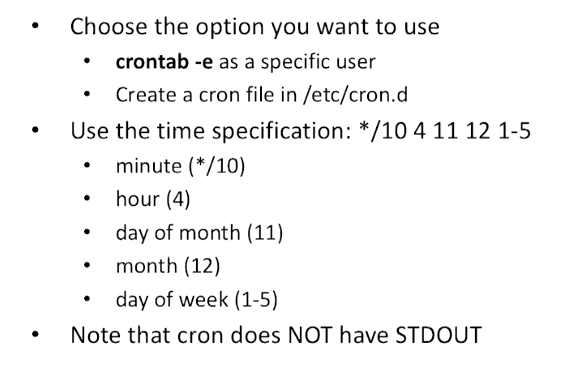 • Choose the option you want to use
• crontab -e as a specific user
• Create a cron file in /etc/cron.d
• Use the time specification: */10 4 11 12 1-5
• minute (*/10)
• hour (4)
• day of month (11)
• month (12)
• day of week (1-5)
• Note that cron does NOT have STDOUT